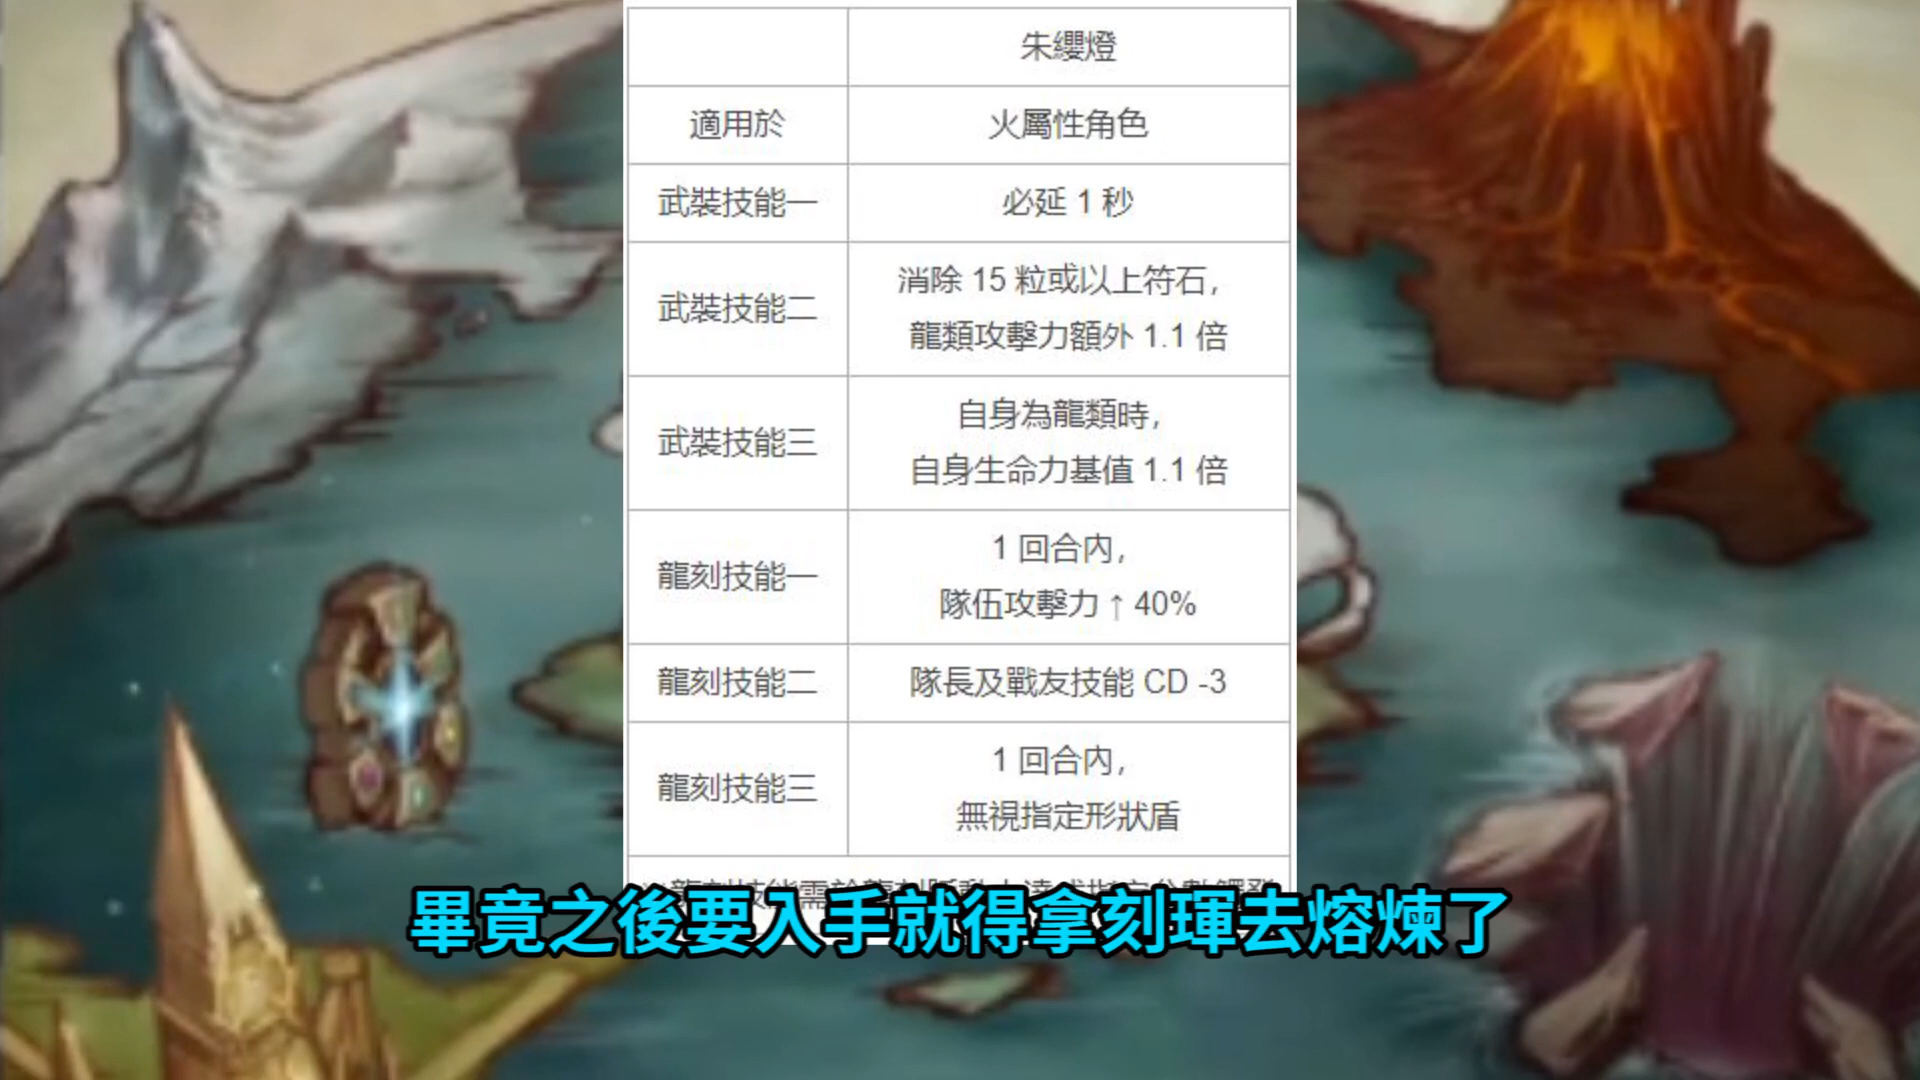 朱纓燈
適用於
火屬性角色
武裝技能一
必延 1 秒
武裝技能二
消除 15 粒或以上符石，
龍類攻擊力額外 1.1 倍
武裝技能三
自身為龍類時，
自身生命力基值 1.1 倍
龍刻技能一
1 回合內，
隊伍攻擊力 ↑ 40%
龍刻技能二
隊長及戰友技能 CD -3
龍刻技能三
1 回合內，
無視指定形狀盾
畢竟之後要入手就得拿刻琿去熔煉了